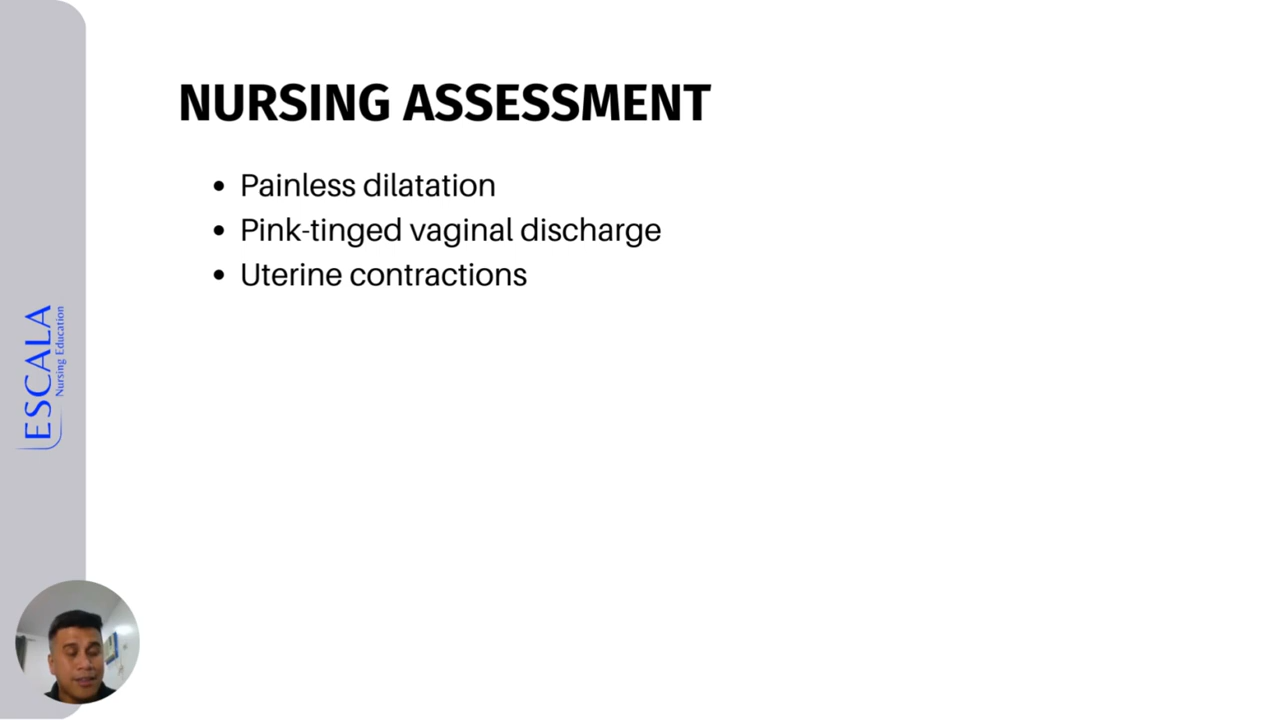 NURSING ASSESSMENT
• Painless dilatation
• Pink-tinged vaginal discharge
• Uterine contractions
ESCALA
Nursing Education